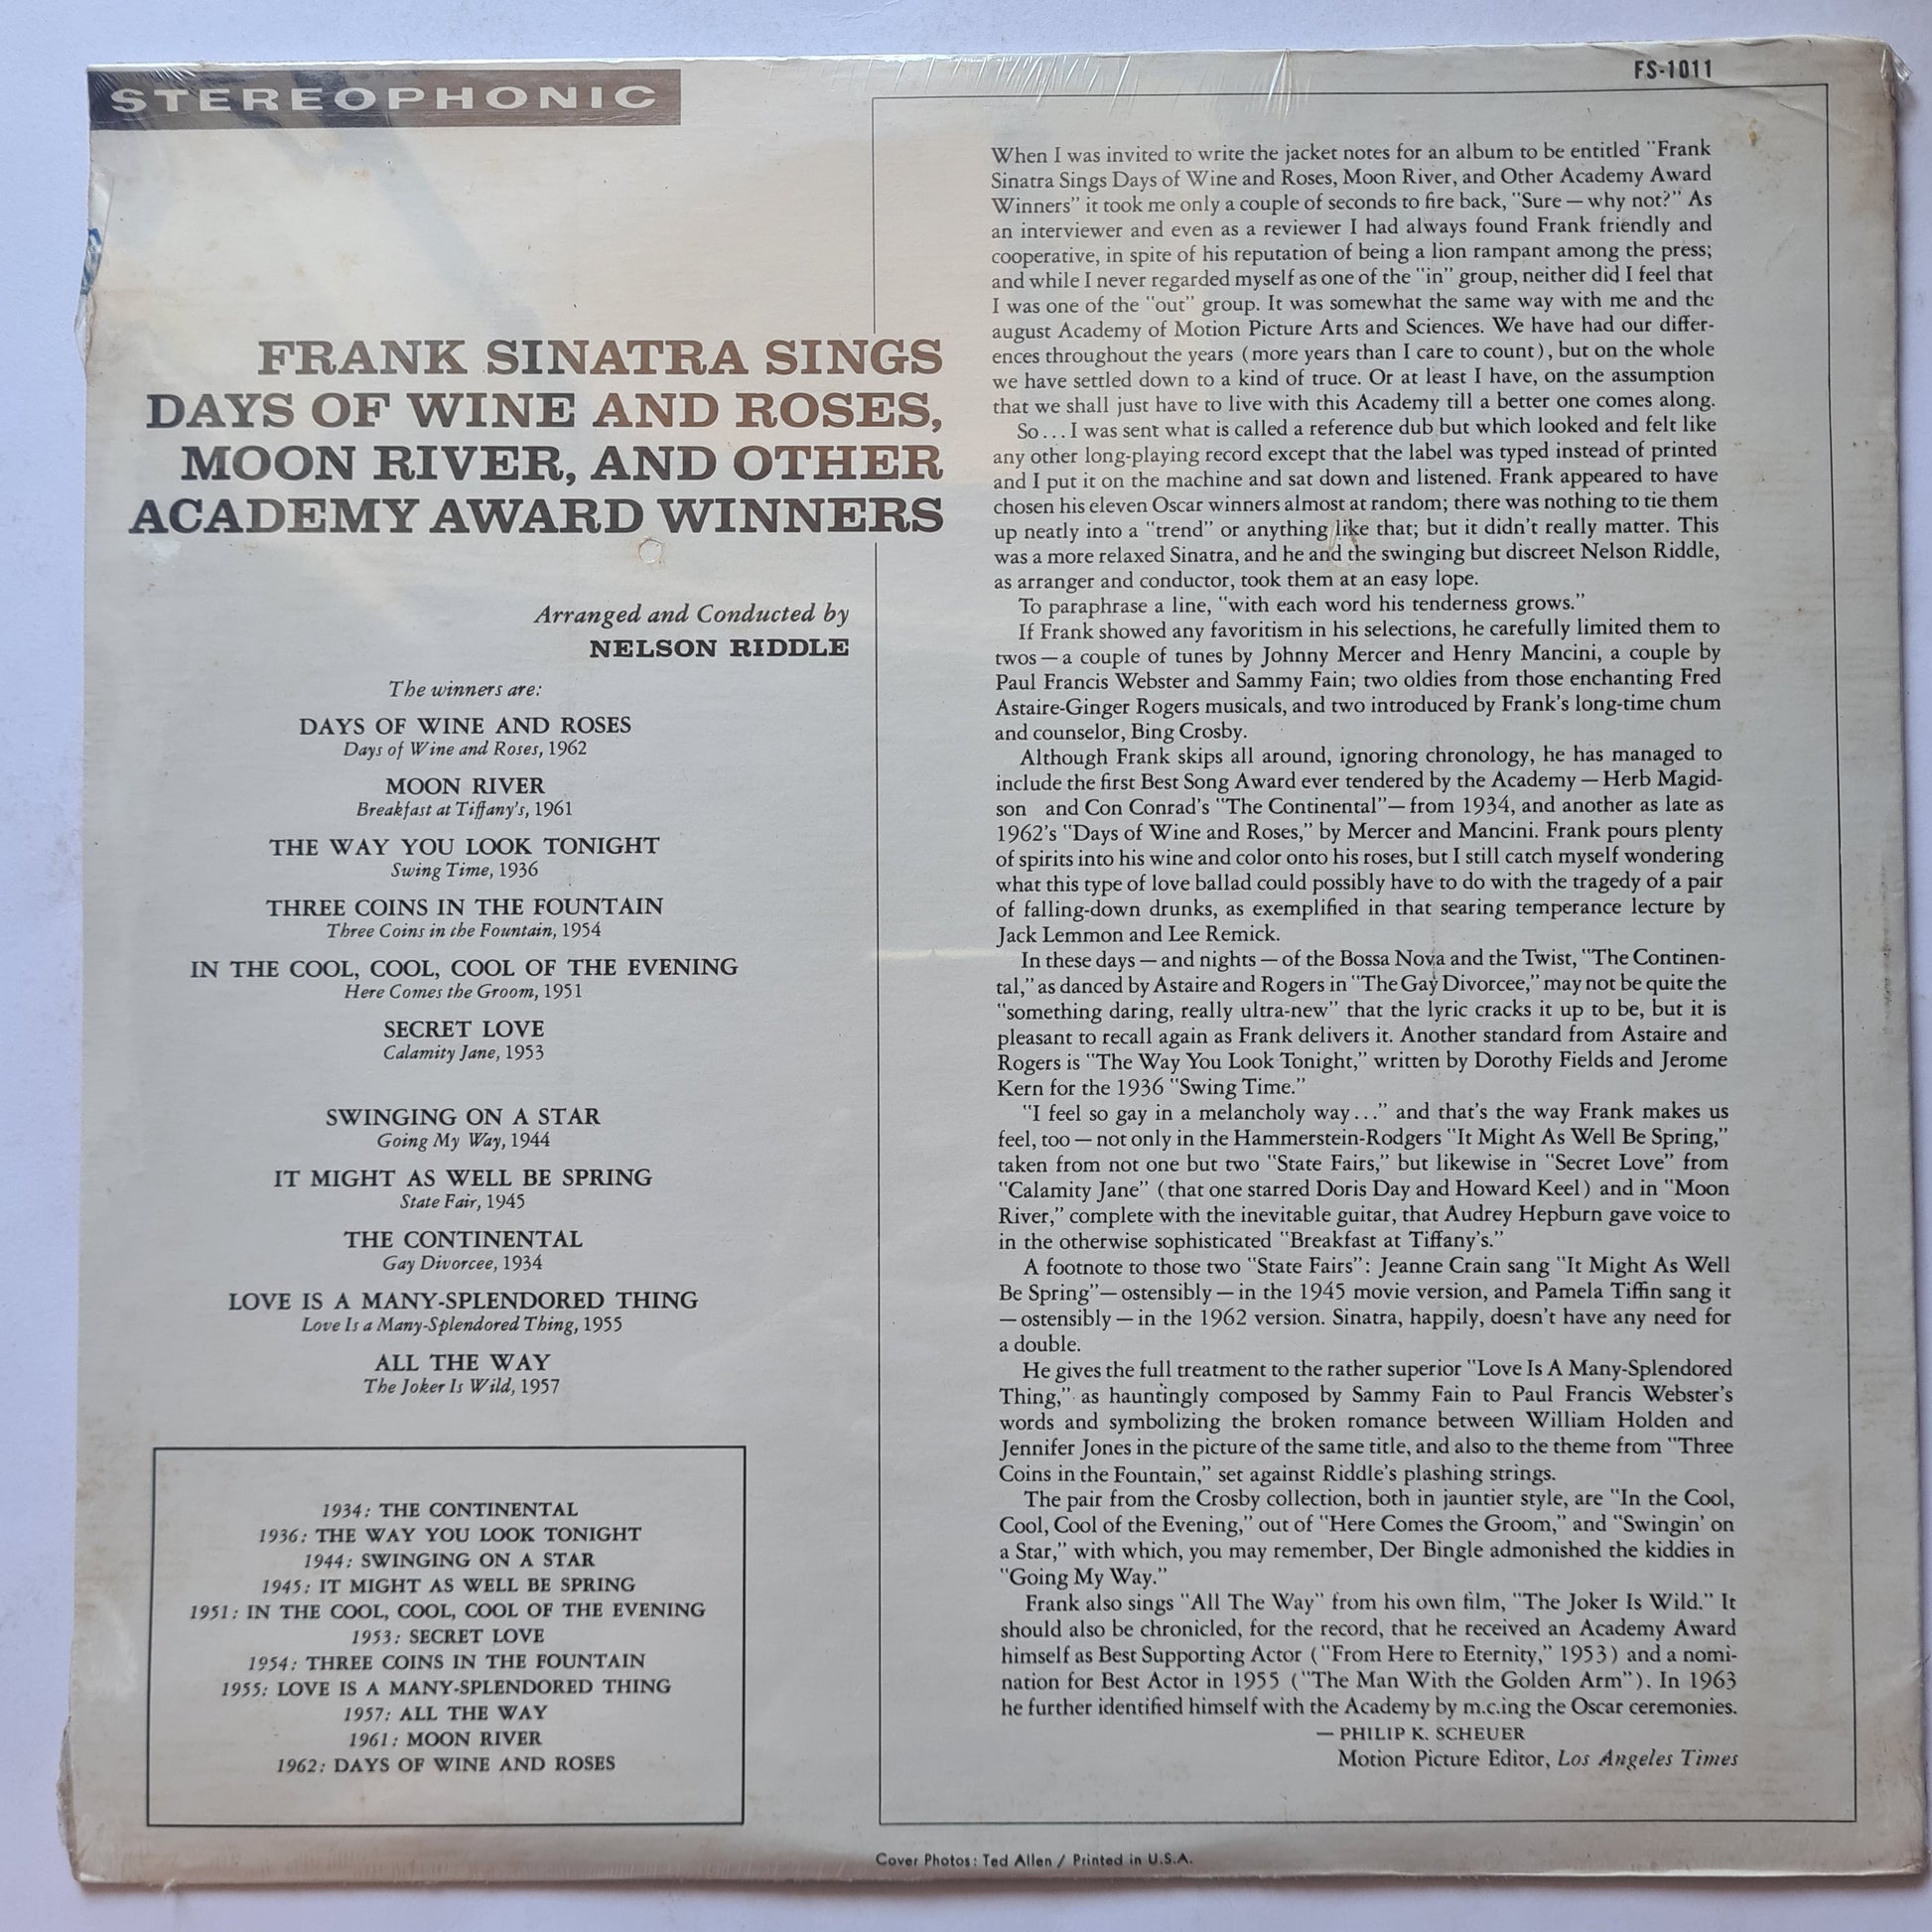 STEREOPHONIC
FS-1011
FRANK SINATRA SINGS
DAYS OF WINE AND ROSES,
MOON RIVER, AND OTHER
ACADEMY AWARD WINNERS
Arranged and Conducted by
NELSON RIDDLE
The winners are:
DAYS OF WINE AND ROSES
Days of Wine and Roses, 1962
MOON RIVER
Breakfast at Tiffany's, 1961
THE WAY YOU LOOK TONIGHT
Swing Time, 1936
THREE COINS IN THE FOUNTAIN
Three Coins in the Fountain, 1954
IN THE COOL, COOL, COOL OF THE EVENING
Here Comes the Groom, 1951
SECRET LOVE
Calamity Jane, 1953
SWINGING ON A STAR
Going My Way, 1944
IT MIGHT AS WELL BE SPRING
State Fair, 1945
THE CONTINENTAL
Gay Divorcee, 1934
LOVE IS A MANY-SPLENDORED THING
Love Is a Many-Splendored Thing, 1955
ALL THE WAY
The Joker Is Wild, 1957
1934: THE CONTINENTAL
1936: THE WAY YOU LOOK TONIGHT
1944: SWINGING ON A STAR
1945: IT MIGHT AS WELL BE SPRING
1951: IN THE COOL, COOL, COOL OF THE EVENING
1953: SECRET LOVE
1954: THREE COINS IN THE FOUNTAIN
1955: LOVE IS A MANY-SPLENDORED THING
1957: ALL THE WAY
1961: MOON RIVER
1962: DAYS OF WINE AND ROSES
When I was invited to write the jacket notes for an album to be entitled "Frank
Sinatra Sings Days of Wine and Roses, Moon River, and Other Academy Award
Winners" it took me only a couple of seconds to fire back, "Sure — why not?" As
an interviewer and even as a reviewer I had always found Frank friendly and
cooperative, in spite of his reputation of being a lion rampant among the press;
and while I never regarded myself as one of the "in" group, neither did I feel that
I was one of the "out" group. It was somewhat the same way with me and the
august Academy of Motion Picture Arts and Sciences. We have had our differ-
ences throughout the years (more years than I care to count), but on the whole
we have settled down to a kind of truce. Or at least I have, on the assumption
that we shall just have to live with this Academy till a better one comes along.
So...I was sent what is called a reference dub but which looked and felt like
any other long-playing record except that the label was typed instead of printed
and I put it on the machine and sat down and listened. Frank appeared to have
chosen his eleven Oscar winners almost at random; there was nothing to tie them
up neatly into a "trend" or anything like that; but it didn't really matter. This
was a more relaxed Sinatra, and he and the swinging but discreet Nelson Riddle,
as arranger and conductor, took them at an easy lope.
To paraphrase a line, "with each word his tenderness grows."
If Frank showed any favoritism in his selections, he carefully limited them to
twos — a couple of tunes by Johnny Mercer and Henry Mancini, a couple by
Paul Francis Webster and Sammy Fain; two oldies from those enchanting Fred
Astaire-Ginger Rogers musicals, and two introduced by Frank's long-time chum
and counselor, Bing Crosby.
Although Frank skips all around, ignoring chronology, he has managed to
include the first Best Song Award ever tendered by the Academy — Herb Magid-
son and Con Conrad's "The Continental"— from 1934, and another as late as
1962's "Days of Wine and Roses," by Mercer and Mancini. Frank pours plenty
of spirits into his wine and color onto his roses, but I still catch myself wondering
what this type of love ballad could possibly have to do with the tragedy of a pair
of falling-down drunks, as exemplified in that searing temperance lecture by
Jack Lemmon and Lee Remick.
In these days — and nights — of the Bossa Nova and the Twist, "The Continen-
tal," as danced by Astaire and Rogers in "The Gay Divorcee," may not be quite the
"something daring, really ultra-new" that the lyric cracks it up to be, but it is
pleasant to recall again as Frank delivers it. Another standard from Astaire and
Rogers is "The Way You Look Tonight," written by Dorothy Fields and Jerome
Kern for the 1936 "Swing Time."
"I feel so gay in a melancholy way..." and that's the way Frank makes us
feel, too — not only in the Hammerstein-Rodgers "It Might As Well Be Spring,"
taken from not one but two "State Fairs," but likewise in "Secret Love" from
"Calamity Jane" (that one starred Doris Day and Howard Keel) and in "Moon
River," complete with the inevitable guitar, that Audrey Hepburn gave voice to
in the otherwise sophisticated "Breakfast at Tiffany's."
A footnote to those two "State Fairs": Jeanne Crain sang "It Might As Well
Be Spring"— ostensibly — in the 1945 movie version, and Pamela Tiffin sang it
— ostensibly — in the 1962 version. Sinatra, happily, doesn't have any need for
a double.
He gives the full treatment to the rather superior "Love Is A Many-Splendored
Thing," as hauntingly composed by Sammy Fain to Paul Francis Webster's
words and symbolizing the broken romance between William Holden and
Jennifer Jones in the picture of the same title, and also to the theme from "Three
Coins in the Fountain," set against Riddle's plashing strings.
The pair from the Crosby collection, both in jauntier style, are "In the Cool,
Cool, Cool of the Evening," out of "Here Comes the Groom," and "Swingin' on
a Star," with which, you may remember, Der Bingle admonished the kiddies in
"Going My Way."
Frank also sings "All The Way" from his own film, "The Joker Is Wild." It
should also be chronicled, for the record, that he received an Academy Award
himself as Best Supporting Actor ("From Here to Eternity," 1953) and a nomi-
nation for Best Actor in 1955 ("The Man With the Golden Arm"). In 1963
he further identified himself with the Academy by m.c.ing the Oscar ceremonies.
— PHILIP K. SCHEUER
Motion Picture Editor, Los Angeles Times
Cover Photos: Ted Allen / Printed in U.S.A.